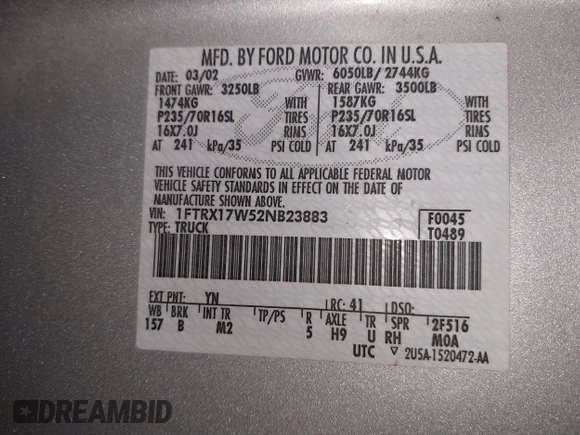 MFD. BY FORD MOTOR CO. IN U.S.A.
DATE: 03/02 GVWR: 6050LB/ 2744KG
FRONT GAWR: 3250LB REAR GAWR: 3500LB
1474KG WITH 1587KG WITH
P235/70R16SL TIRES P235/70R16SL TIRES
16X7.0J RIMS 16X7.0J RIMS
AT 241 kPa/35 PSI COLD AT 241 kPa/35 PSI COLD
THIS VEHICLE CONFORMS TO ALL APPLICABLE FEDERAL MOTOR
VEHICLE SAFETY STANDARDS IN EFFECT ON THE DATE OF
MANUFACTURE SHOWN ABOVE.
VIN: 1FTRX17W52NB23883 F0045
TYPE: TRUCK T0489
EXT PNT: YN RC: 41 DSO:
WB BRK INT TR TP/PS R AXLE TR SPR 2F516
157 B M2 5 H9 U RH M0A
UTC ▽ 2USA-1520472-AA
DREAMBID